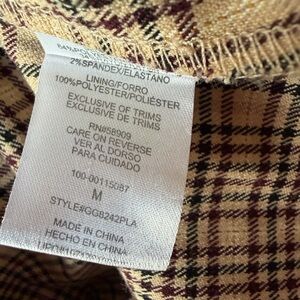 2%SPANDEX/ELASTANO
LINING/FORRO
100%POLYESTER/POLIÉSTER
EXCLUSIVE OF TRIMS
EXCLUSIVE DE TRIMS
RN#58909
CARE ON REVERSE
VER AL DORSO
PARA CUIDADO
100-00115087
M
STYLE#GG8242PLA
MADE IN CHINA
HECHO EN CHINA